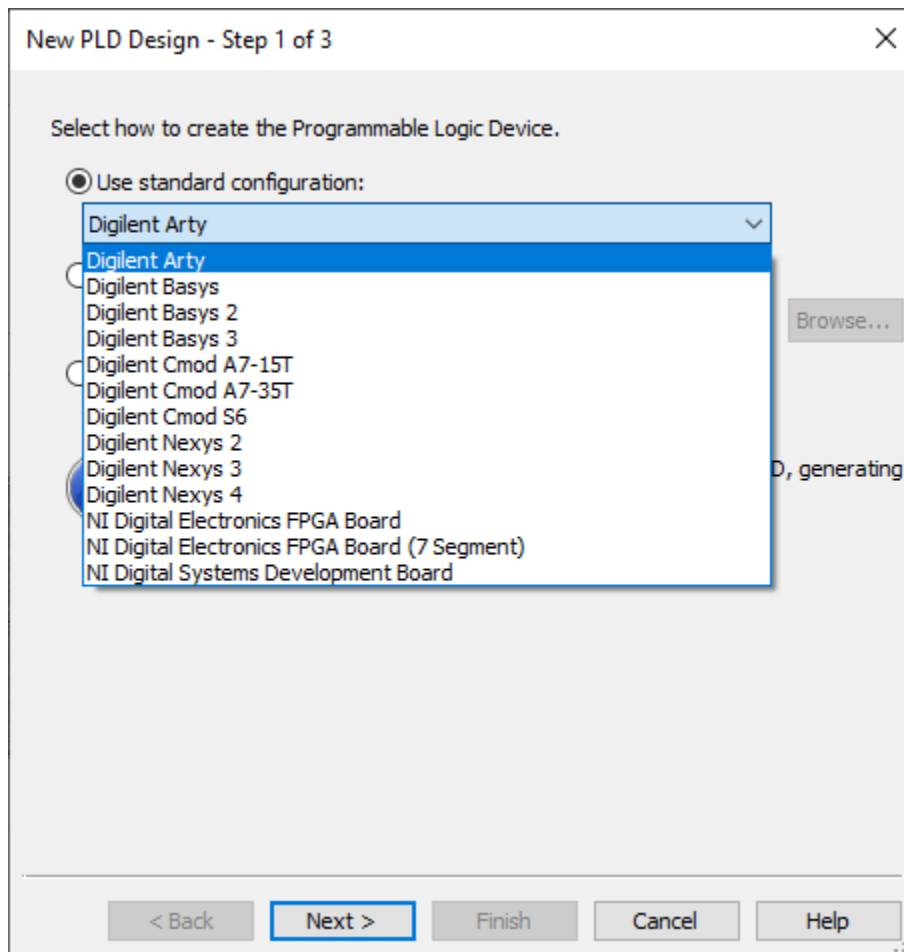 New PLD Design - Step 1 of 3
Select how to create the Programmable Logic Device.
Use standard configuration:
Digilent Arty
Digilent Arty
Digilent Basys
Digilent Basys 2
Digilent Basys 3
Browse...
Digilent Cmod A7-15T
Digilent Cmod A7-35T
Digilent Cmod S6
Digilent Nexys 2
Digilent Nexys 3
D, generating
Digilent Nexys 4
NI Digital Electronics FPGA Board
NI Digital Electronics FPGA Board (7 Segment)
NI Digital Systems Development Board
< Back Next > Finish Cancel Help